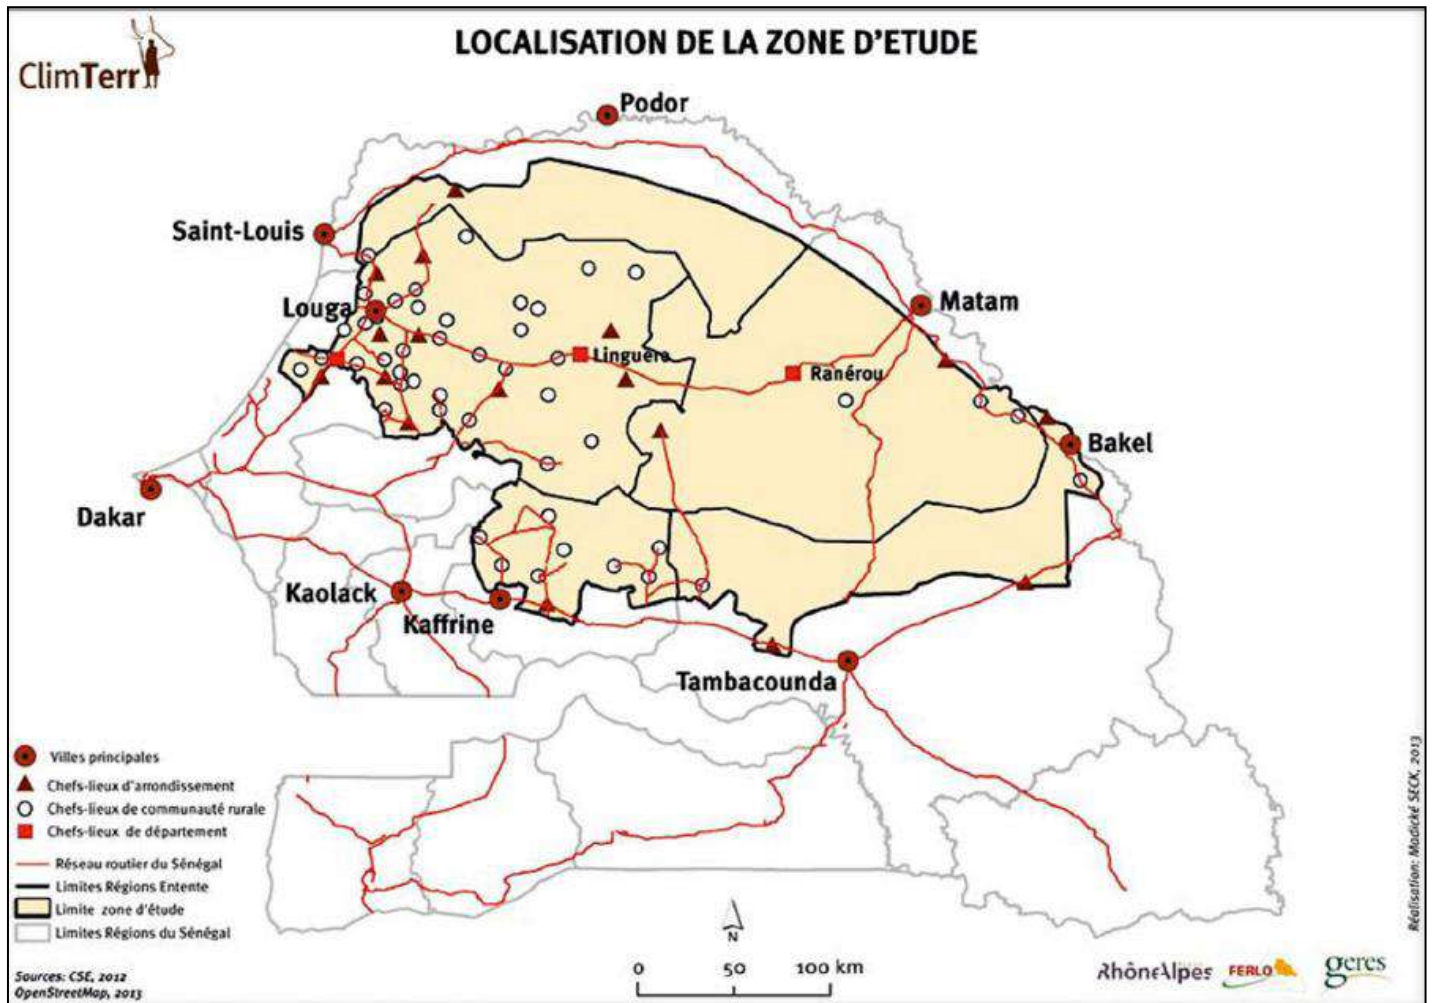 LOCALISATION DE LA ZONE D'ETUDE
ClimTerr
Podor
Saint-Louis
Louga
Matam
Linguère
Ranérou
Bakel
Dakar
Kaolack
Kaffrine
Tambacounda
Villes principales
Chefs-lieux d'arrondissement
Chefs-lieux de communauté rurale
Chefs-lieux de département
Réseau routier du Sénégal
Limites Régions Entente
Limite zone d'étude
Limites Régions du Sénégal
Sources: CSE, 2012
OpenStreetMap, 2013
N
0 50 100 km
RhôneAlpes
FERLO
geres
Réalisation: Madické SECK, 2013